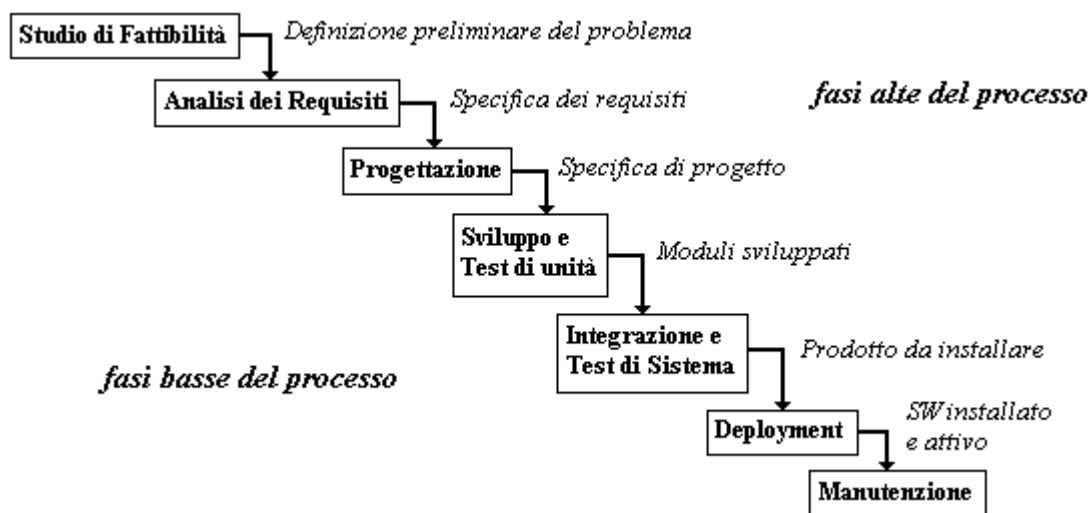 Studio di Fattibilità
Definizione preliminare del problema
Analisi dei Requisiti
Specifica dei requisiti
fasi alte del processo
Progettazione
Specifica di progetto
Sviluppo e
Test di unità
Moduli sviluppati
Integrazione e
Test di Sistema
Prodotto da installare
fasi basse del processo
Deployment
SW installato
e attivo
Manutenzione